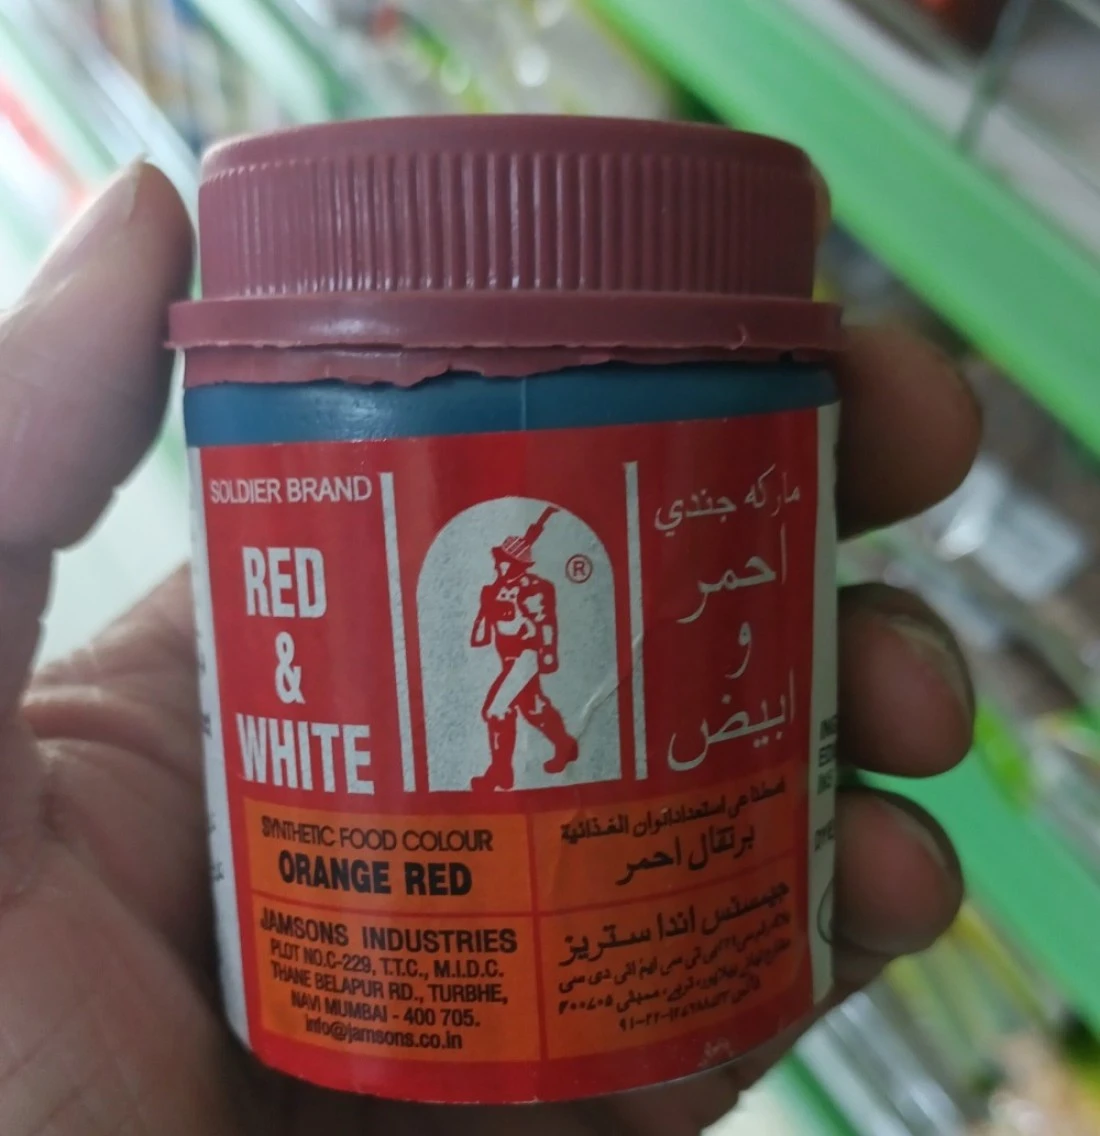 SOLDIER BRAND
RED
&
WHITE
®
ماركه جندي
احمر
و
ابيض
SYNTHETIC FOOD COLOUR
ORANGE RED
الغذائية
برتقال احمر
JAMSONS INDUSTRIES
PLOT NO.C-229, T.T.C., M.I.D.C.
THANE BELAPUR RD., TURBHE,
NAVI MUMBAI - 400 705.
info@jamsons.co.in
جيمسنس اندا ستريز